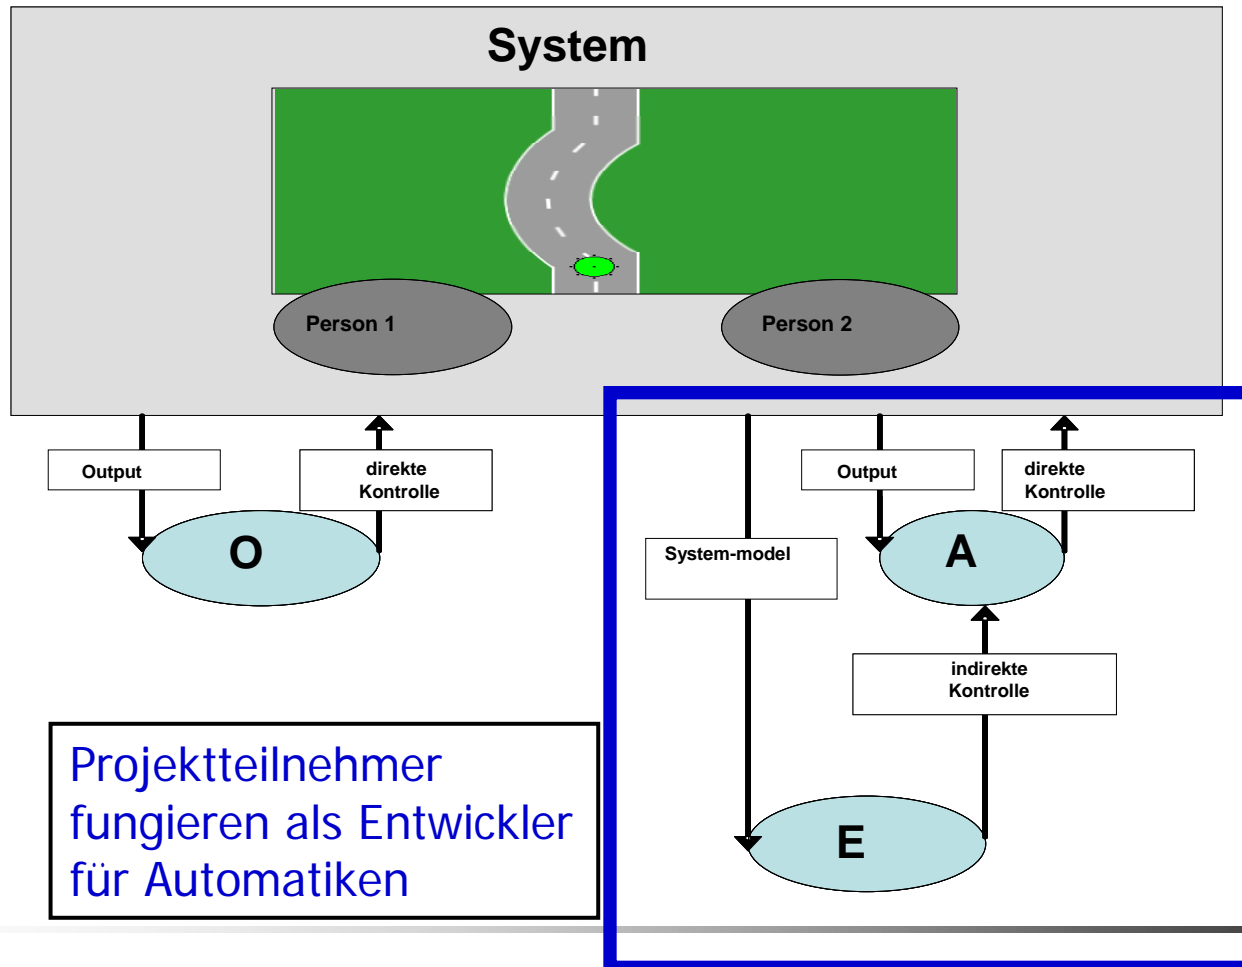 System
Person 1
Person 2
Output
direkte
Kontrolle
Output
direkte
Kontrolle
O
System-model
A
indirekte
Kontrolle
Projektteilnehmer
fungieren als Entwickler
für Automatiken
E